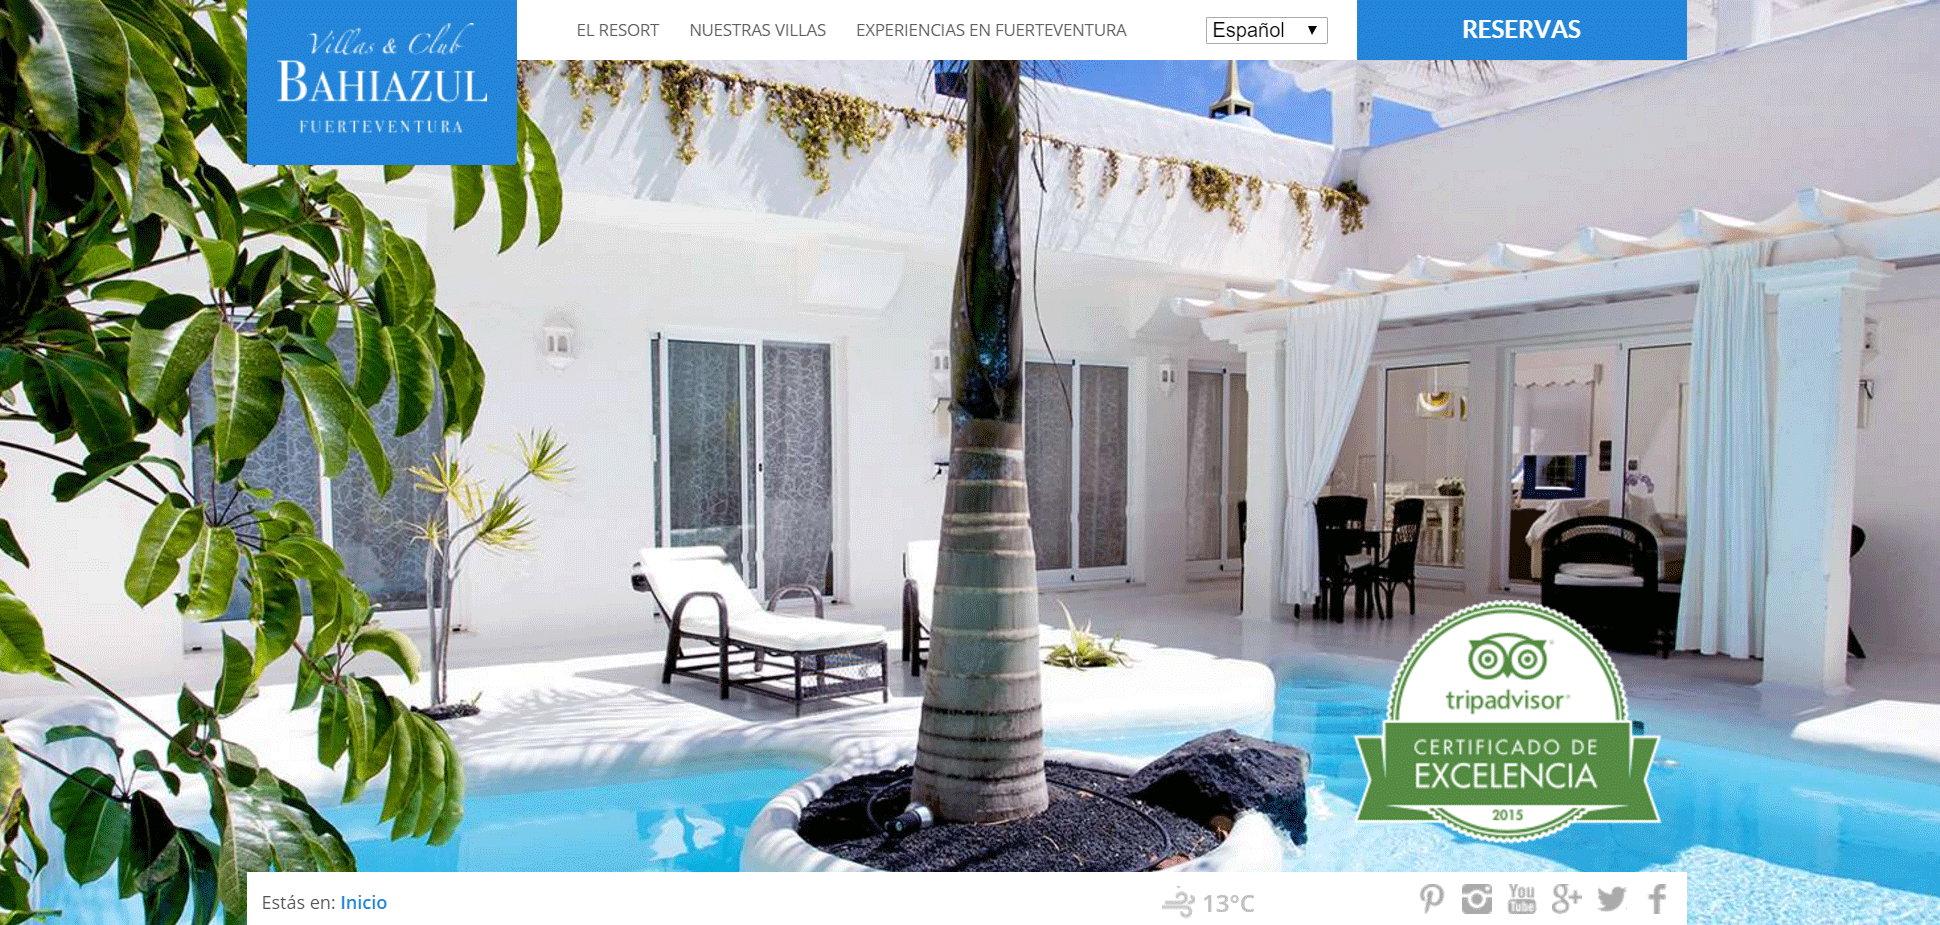 Villas & Club
BAHIAZUL
FUERTEVENTURA
EL RESORT
NUESTRAS VILLAS
EXPERIENCIAS EN FUERTEVENTURA
Español
RESERVAS
tripadvisor®
CERTIFICADO DE
EXCELENCIA
2015
Estás en: Inicio
13°C
You
Tube
g+